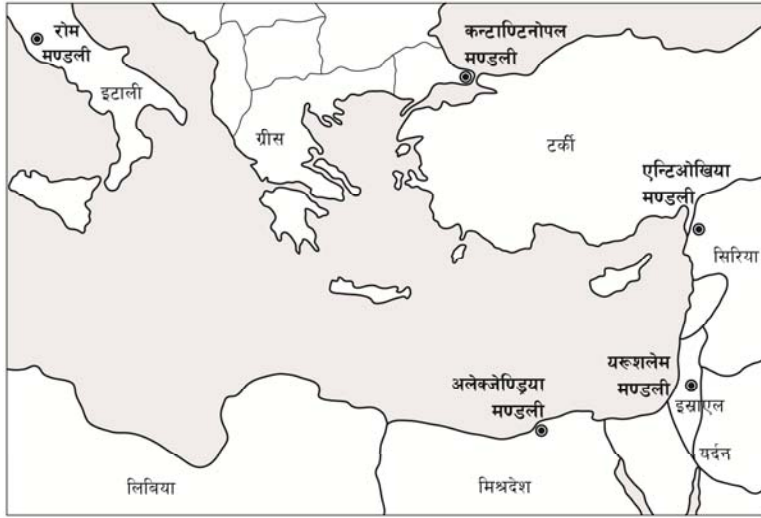 रोम
मण्डली
इटाली
ग्रीस
कन्टाण्टिनोपल
मण्डली
टर्की
एन्टिओखिया
मण्डली
सिरिया
यरूशलेम
मण्डली
इस्राएल
यर्दन
अलेक्जेण्ड्रिया
मण्डली
लिबिया
मिश्रदेश